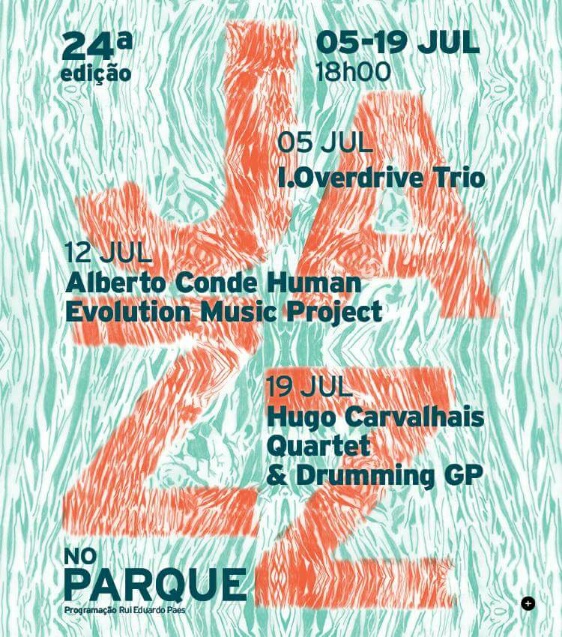 24ª
edição
05-19 JUL
18h00
JAZZ
05 JUL
I.Overdrive Trio
12 JUL
Alberto Conde Human
Evolution Music Project
19 JUL
Hugo Carvalhais
Quartet
& Drumming GP
NO
PARQUE
Programação Rui Eduardo Paes